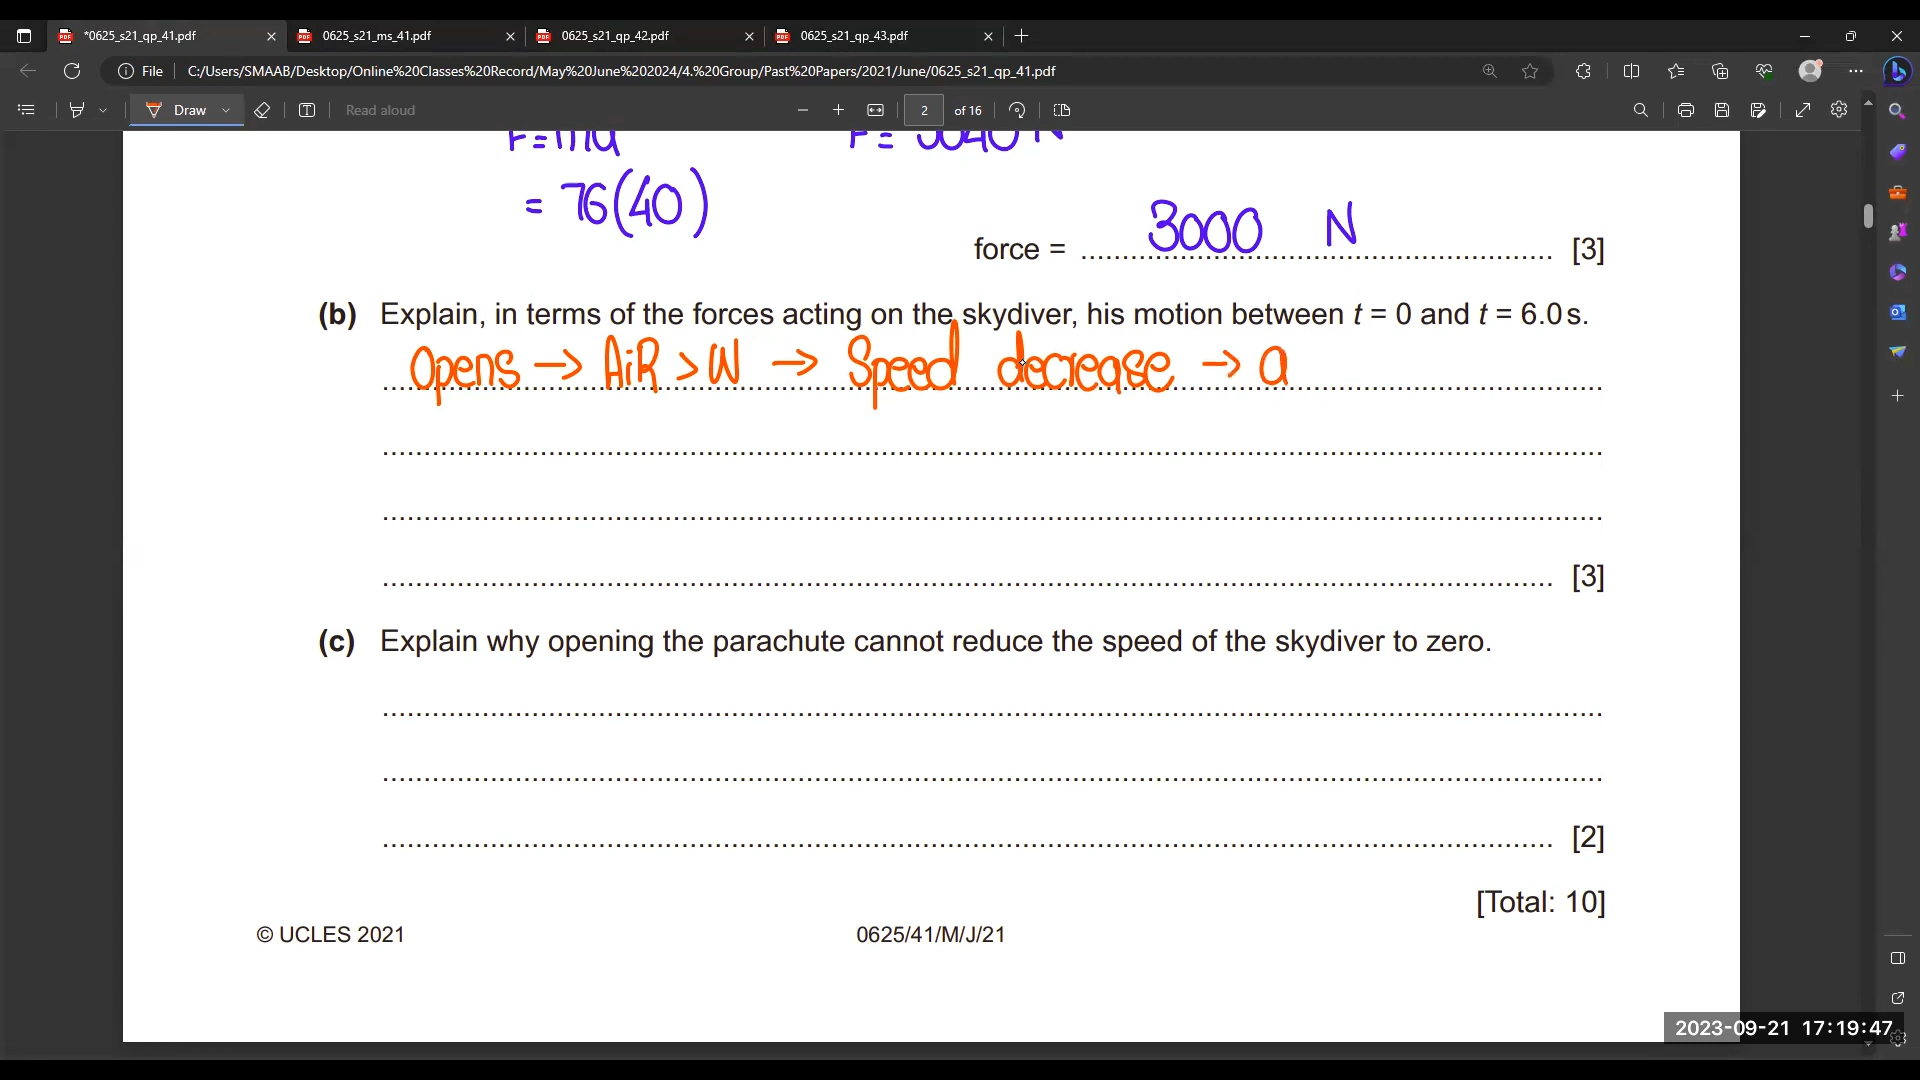 *0625_s21_qp_41.pdf
0625_s21_ms_41.pdf
0625_s21_qp_42.pdf
0625_s21_qp_43.pdf
File
C:/Users/SMAAB/Desktop/Online%20Classes%20Record/May%20June%202024/4.%20Group/Past%20Papers/2021/June/0625_s21_qp_41.pdf
Draw
Read aloud
2 of 16
F = ma F = 3040 N
= 76(40)
3000 N
force = .................... [3]
(b) Explain, in terms of the forces acting on the skydiver, his motion between t = 0 and t = 6.0 s.
Opens → AiR > W → Speed decrease → a
[3]
(c) Explain why opening the parachute cannot reduce the speed of the skydiver to zero.
[2]
[Total: 10]
© UCLES 2021 0625/41/M/J/21
2023-09-21 17:19:47